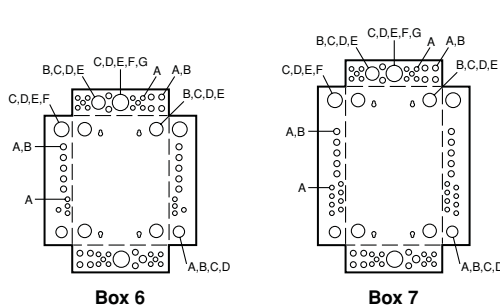 C,D,E,F,G
B,C,D,E
A
A,B
C,D,E,F
B,C,D,E
A,B
A
A,B,C,D
Box 6
C,D,E,F,G
B,C,D,E
A
A,B
C,D,E,F
B,C,D,E
A,B
A
A,B,C,D
Box 7